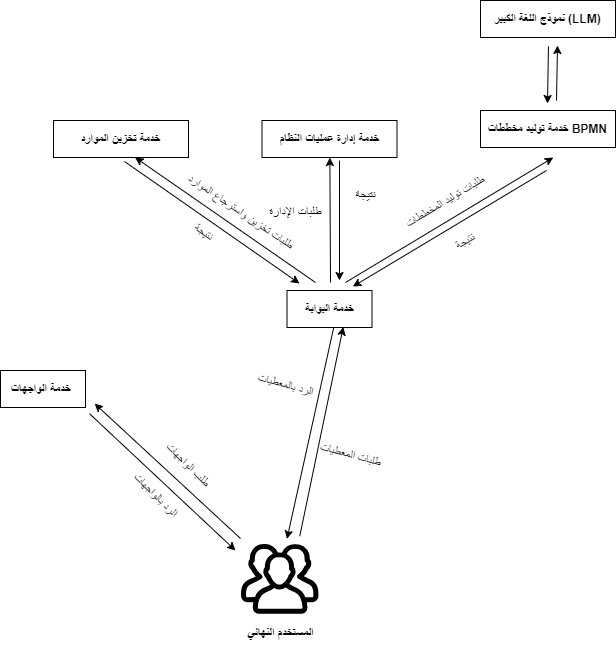 نموذج اللغة الكبير (LLM)
خدمة تخزين الموارد
خدمة إدارة عمليات النظام
خدمة توليد مخططات BPMN
طلبات تخزين واسترجاع الموارد
نتيجة
طلبات الإدارة
نتيجة
طلبات توليد المخططات
نتيجة
خدمة البوابة
خدمة الواجهات
الرد بالمعطيات
طلبات المعطيات
طلب الواجهات
الرد بالواجهات
المستخدم النهائي